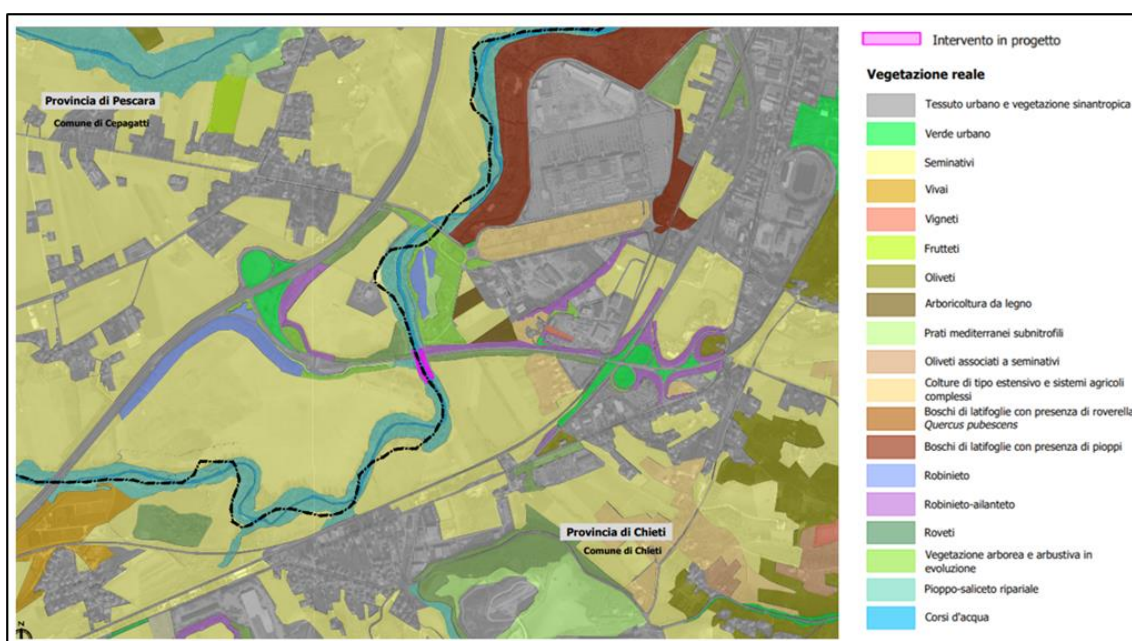 Provincia di Pescara
Comune di Cepagatti
Provincia di Chieti
Comune di Chieti
N
Intervento in progetto
Vegetazione reale
Tessuto urbano e vegetazione sinantropica
Verde urbano
Seminativi
Vivai
Vigneti
Frutteti
Oliveti
Arboricoltura da legno
Prati mediterranei subnitrofili
Oliveti associati a seminativi
Colture di tipo estensivo e sistemi agricoli
complessi
Boschi di latifoglie con presenza di roverella
Quercus pubescens
Boschi di latifoglie con presenza di pioppi
Robinieto
Robinieto-ailanteto
Roveti
Vegetazione arborea e arbustiva in
evoluzione
Pioppo-saliceto ripariale
Corsi d'acqua